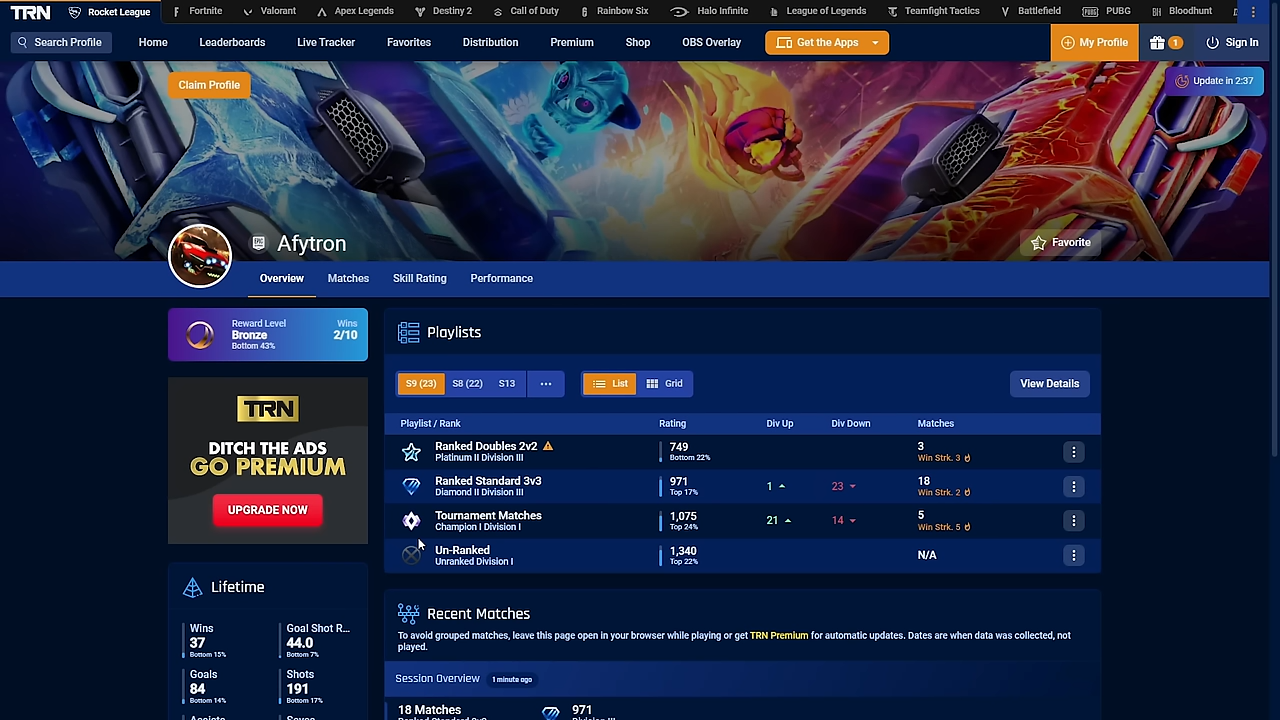 TRN Rocket League Fortnite Valorant Apex Legends Destiny 2 Call of Duty Rainbow Six Halo Infinite League of Legends Teamfight Tactics Battlefield PUBG Bloodhunt
Search Profile Home Leaderboards Live Tracker Favorites Distribution Premium Shop OBS Overlay Get the Apps My Profile 1 Sign In
Claim Profile
Update in 2:37
Afytron
Favorite
Overview Matches Skill Rating Performance
Reward Level
Bronze
Bottom 43%
Wins
2/10
TRN
DITCH THE ADS
GO PREMIUM
UPGRADE NOW
Lifetime
Wins
37
Bottom 15%
Goal Shot R...
44.0
Bottom 7%
Goals
84
Bottom 14%
Shots
191
Bottom 17%
Playlists
S9 (23) S8 (22) S13 ... List Grid View Details
Playlist / Rank Rating Div Up Div Down Matches
Ranked Doubles 2v2 749 3
Platinum II Division III Bottom 22% Win Strk. 3
Ranked Standard 3v3 971 1 23 18
Diamond II Division III Top 17% Win Strk. 2
Tournament Matches 1,075 21 14 5
Champion I Division I Top 24% Win Strk. 5
Un-Ranked 1,340 N/A
Unranked Division I Top 22%
Recent Matches
To avoid grouped matches, leave this page open in your browser while playing or get TRN Premium for automatic updates. Dates are when data was collected, not
played.
Session Overview 1 minute ago
18 Matches 971